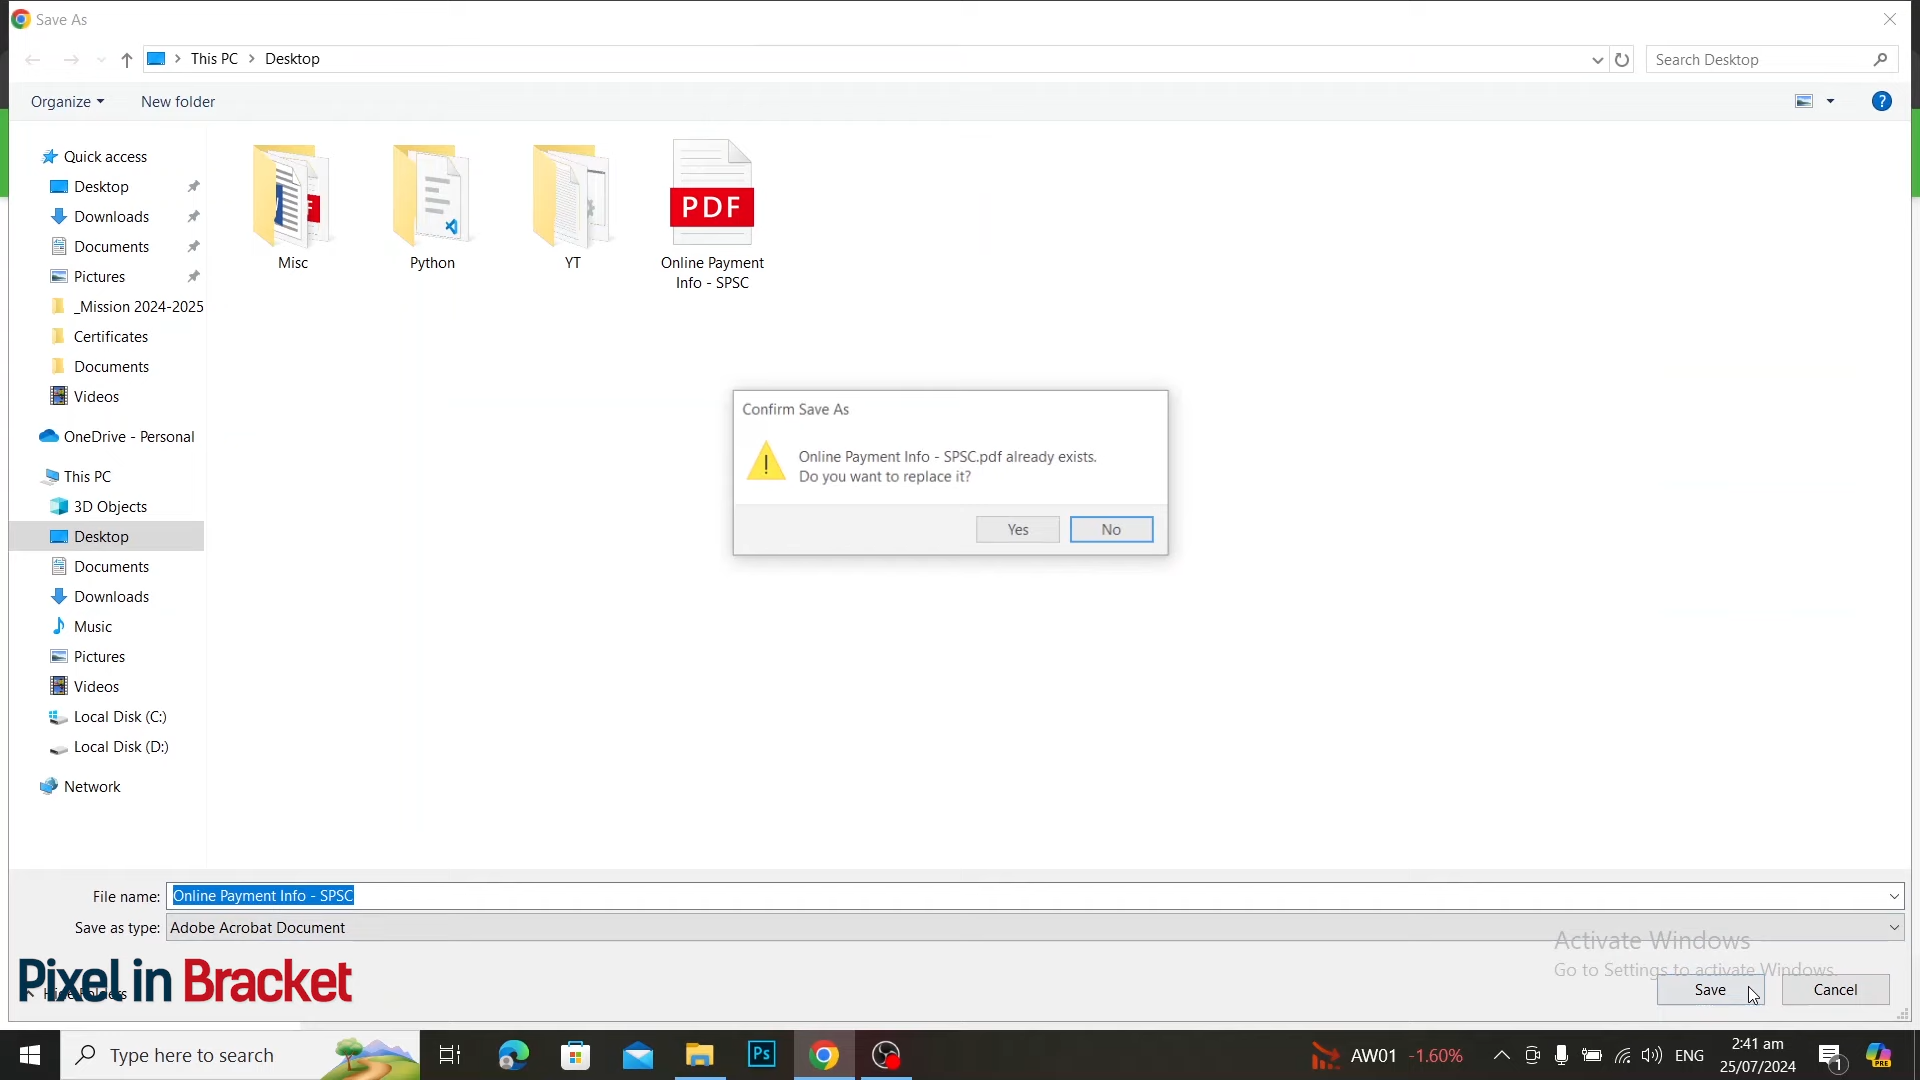 Save As
This PC
Desktop
Search Desktop
Organize
New folder
?
Quick access
Desktop
Downloads
Documents
Pictures
_Mission 2024-2025
Certificates
Documents
Videos
OneDrive - Personal
This PC
3D Objects
Desktop
Documents
Downloads
Music
Pictures
Videos
Local Disk (C:)
Local Disk (D:)
Network
Misc
Python
YT
PDF
Online Payment
Info - SPSC
Confirm Save As
!
Online Payment Info - SPSC.pdf already exists.
Do you want to replace it?
Yes
No
File name:
Online Payment Info - SPSC
Save as type:
Adobe Acrobat Document
Activate Windows
Go to Settings to activate Windows.
Pixel in Bracket
Hide Folders
Save
Cancel
Type here to search
Ps
AW01 -1.60%
ENG
2:41 am
25/07/2024
1
PRE